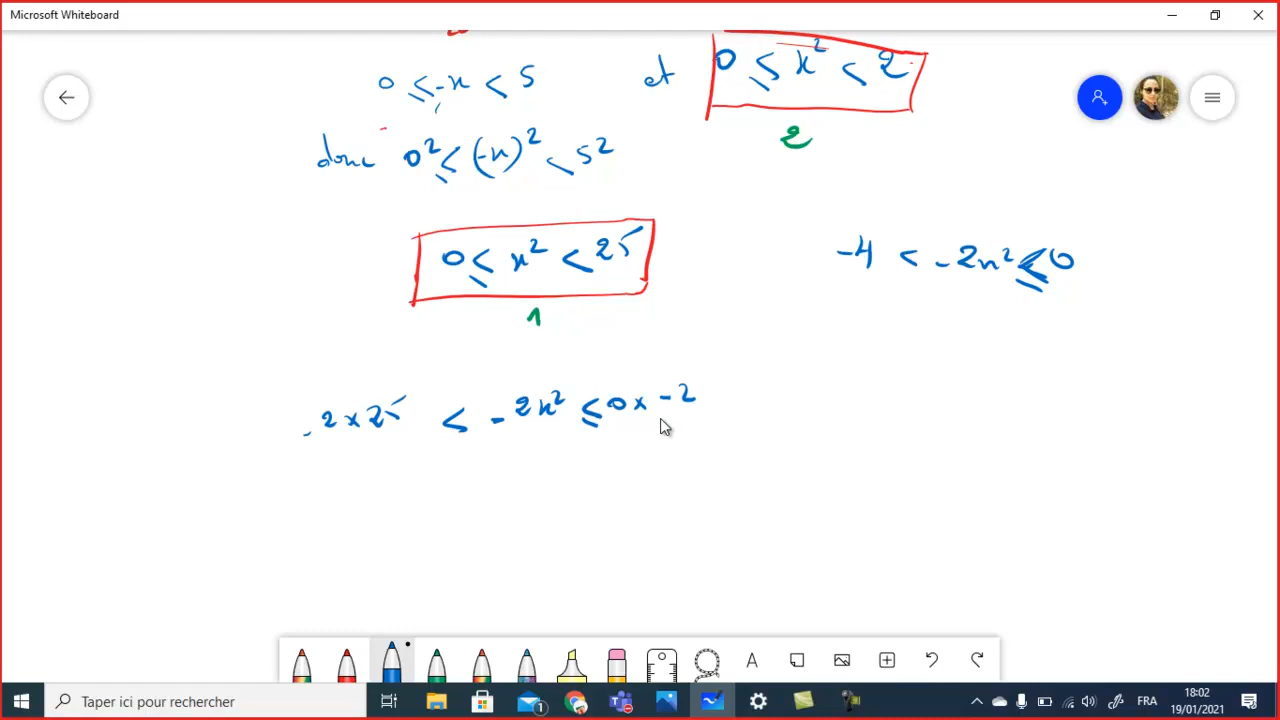 Microsoft Whiteboard
0 ≤ -x < 5 et 0 ≤ x² < 2
donc 0² ≤ (-x)² < 5²
2
0 ≤ x² < 25
-4 < -2x² ≤ 0
1
-2 × 25 < -2x² ≤ 0 × -2
A
Taper ici pour rechercher
1
FRA
18:02
19/01/2021